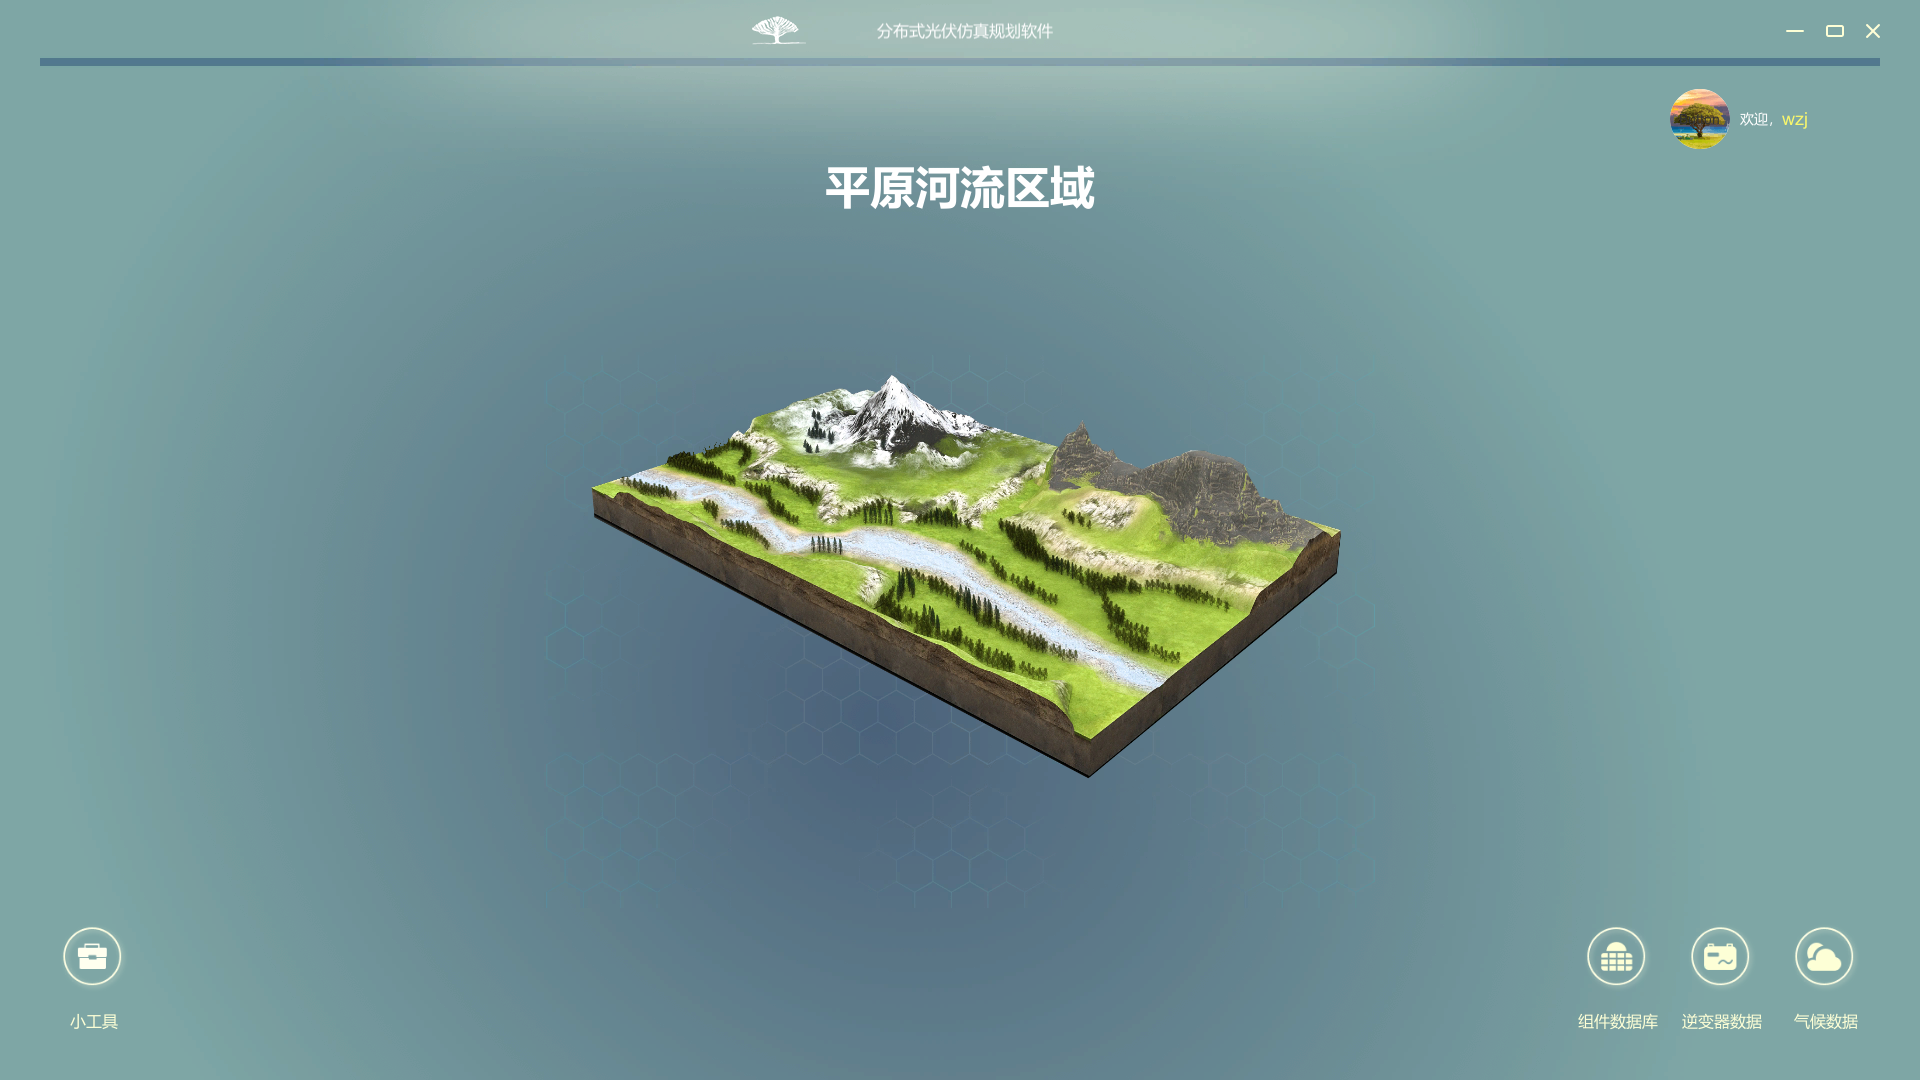 分布式光伏仿真规划软件
欢迎，wzj
平原河流区域
小工具
组件数据库
逆变器数据
气候数据